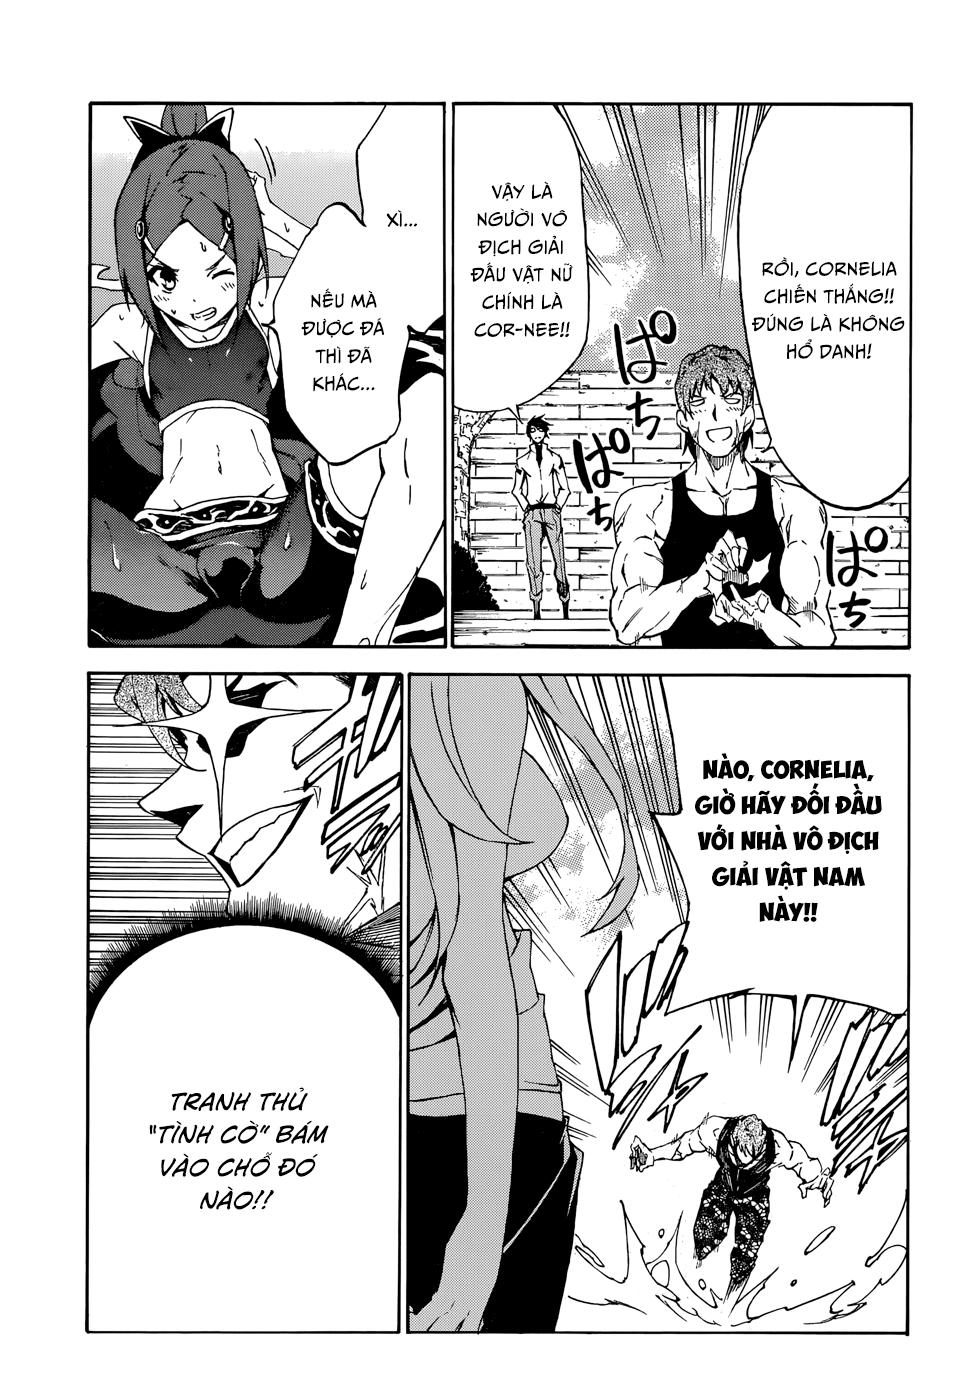 RỒI, CORNELIA
CHIẾN THẮNG!!
ĐÚNG LÀ KHÔNG
HỔ DANH!
VẬY LÀ
NGƯỜI VÔ
ĐỊCH GIẢI
ĐẤU VẬT NỮ
CHÍNH LÀ
COR-NEE!!
ぱち
ぱち
ぱち
XÌ...
NẾU MÀ
ĐƯỢC ĐÁ
THÌ ĐÃ
KHÁC...
NÀO, CORNELIA,
GIỜ HÃY ĐỐI ĐẦU
VỚI NHÀ VÔ ĐỊCH
GIẢI VẬT NAM
NÀY!!
TRANH THỦ
"TÌNH CỜ" BÁM
VÀO CHỖ ĐÓ
NÀO!!